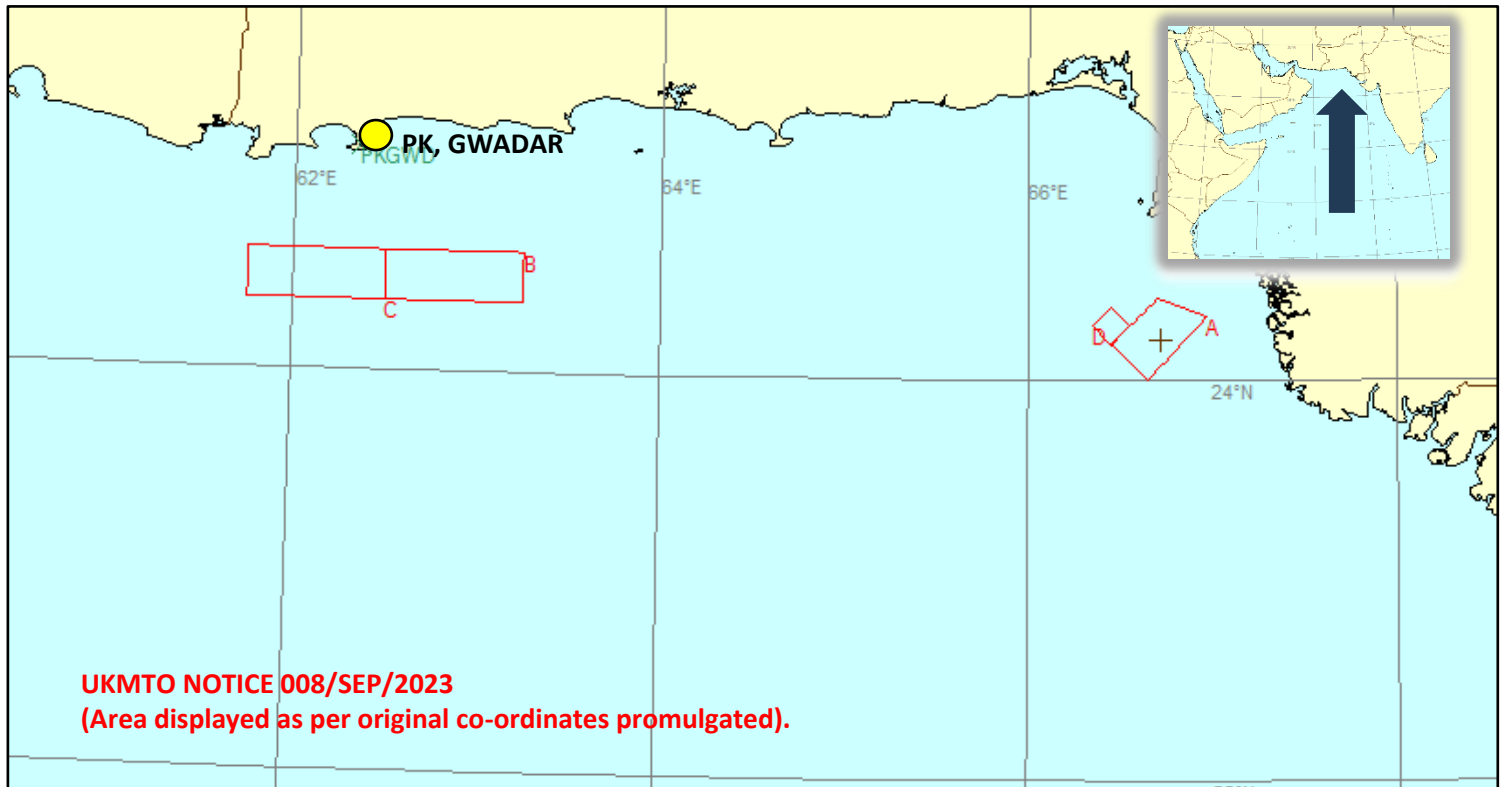 PK, GWADAR
PKGWD
62°E
64°E
66°E
B
C
A
D
24°N
UKMTO NOTICE 008/SEP/2023
(Area displayed as per original co-ordinates promulgated).